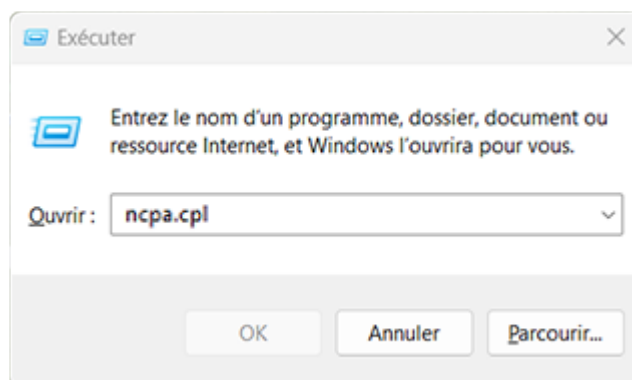 Exécuter
Entrez le nom d'un programme, dossier, document ou
ressource Internet, et Windows l'ouvrira pour vous.
Ouvrir : ncpa.cpl
OK Annuler Parcourir...